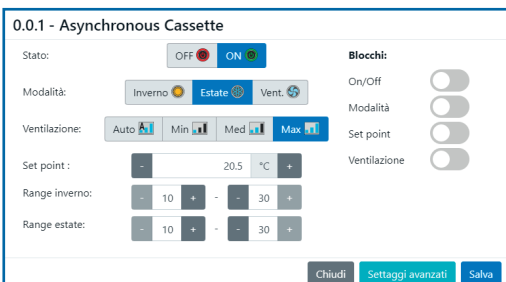 0.0.1 - Asynchronous Cassette
Stato: OFF ON
Modalità: Inverno Estate Vent.
Ventilazione: Auto Min Med Max
Set point : - 20.5 °C +
Range inverno: - 10 + - - 30 +
Range estate: - 10 + - - 30 +
Blocchi:
On/Off
Modalità
Set point
Ventilazione
Chiudi Settaggi avanzati Salva